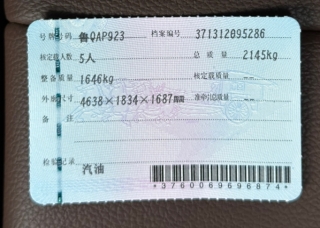 号牌号码 鲁QAP923 档案编号 371312095286
核定载人数 5人 总质量 2145kg
整备质量 1646kg 核定载质量 --
外廓尺寸 4638×1834×1687mm 准牵引总质量 --
备注
检验记录 汽油
*3760069696874*